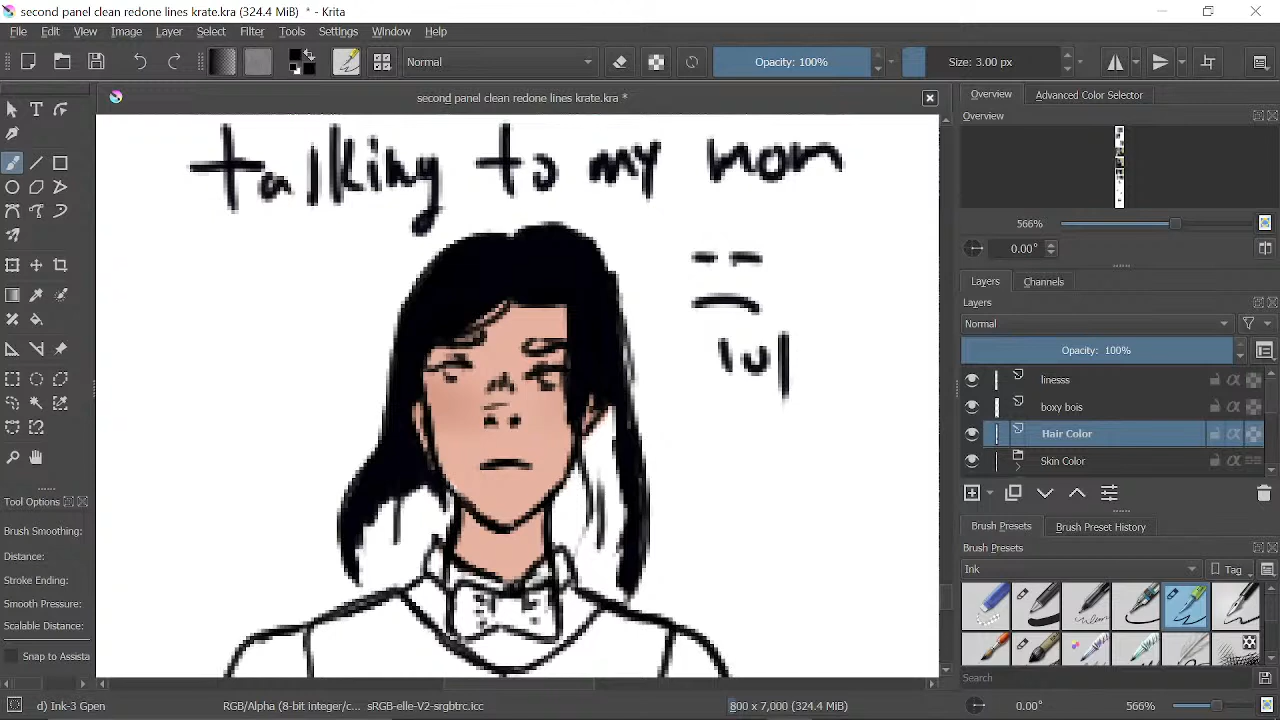 second panel clean redone lines krate.kra (324.4 MiB) * - Krita
File Edit View Image Layer Filter Tools Settings Window Help
Normal
Opacity: 100%
Size: 3.00 px
second panel clean redone lines krate.kra *
Overview Advanced Color Selector
Overview
566%
0.00°
Layers Channels
Layers
Normal
Opacity: 100%
linesss
boxy bois
Hair Color
Skin Color
Brush Presets Brush Preset History
Brush Presets
Ink
Tag
Search
talking to my mom
lol
Tool Options
Brush Smoothing:
Distance:
Stroke Ending:
Smooth Pressure:
Scalable Distance:
Snap to Assista
d) Ink-3 Gpen
RGB/Alpha (8-bit integer/c... sRGB-elle-V2-srgbtrc.icc
800 x 7,000 (324.4 MiB)
0.00°
566%